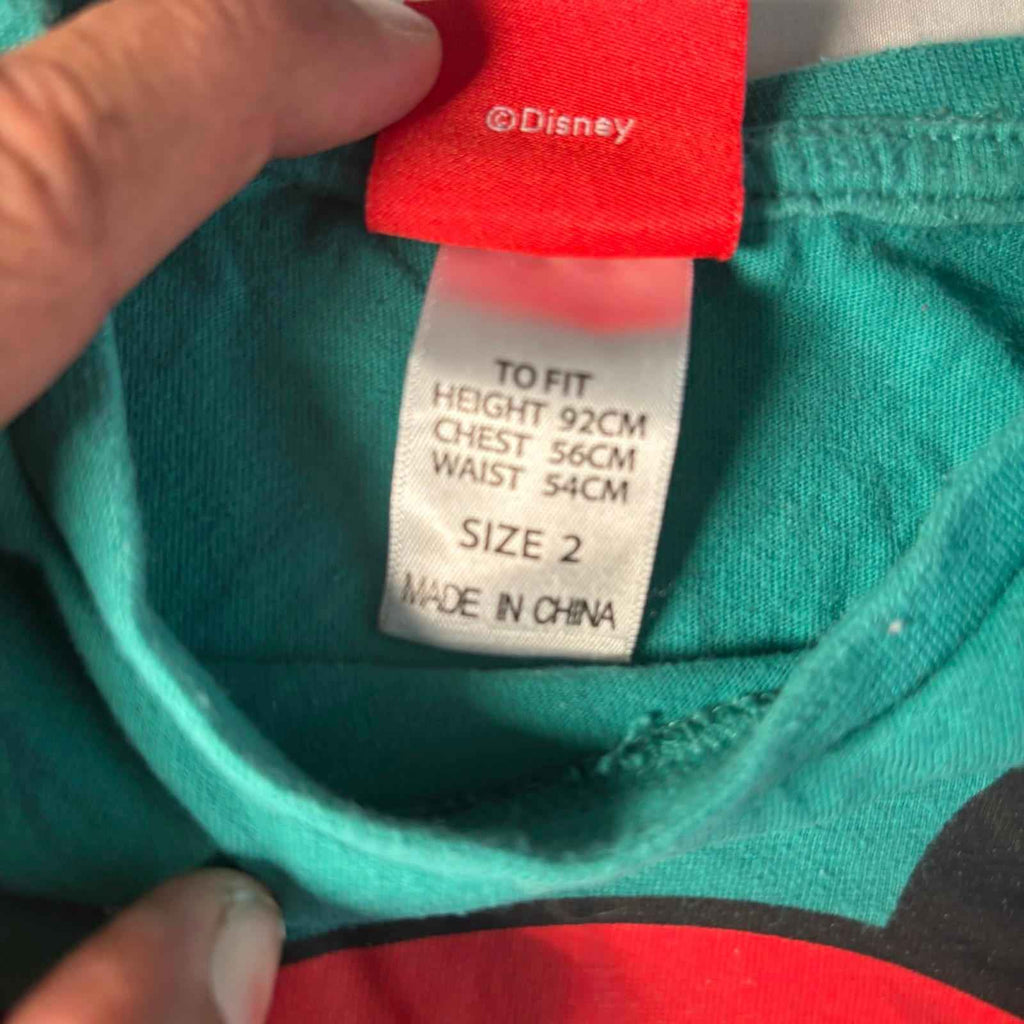 ©Disney
TO FIT
HEIGHT 92CM
CHEST 56CM
WAIST 54CM
SIZE 2
MADE IN CHINA